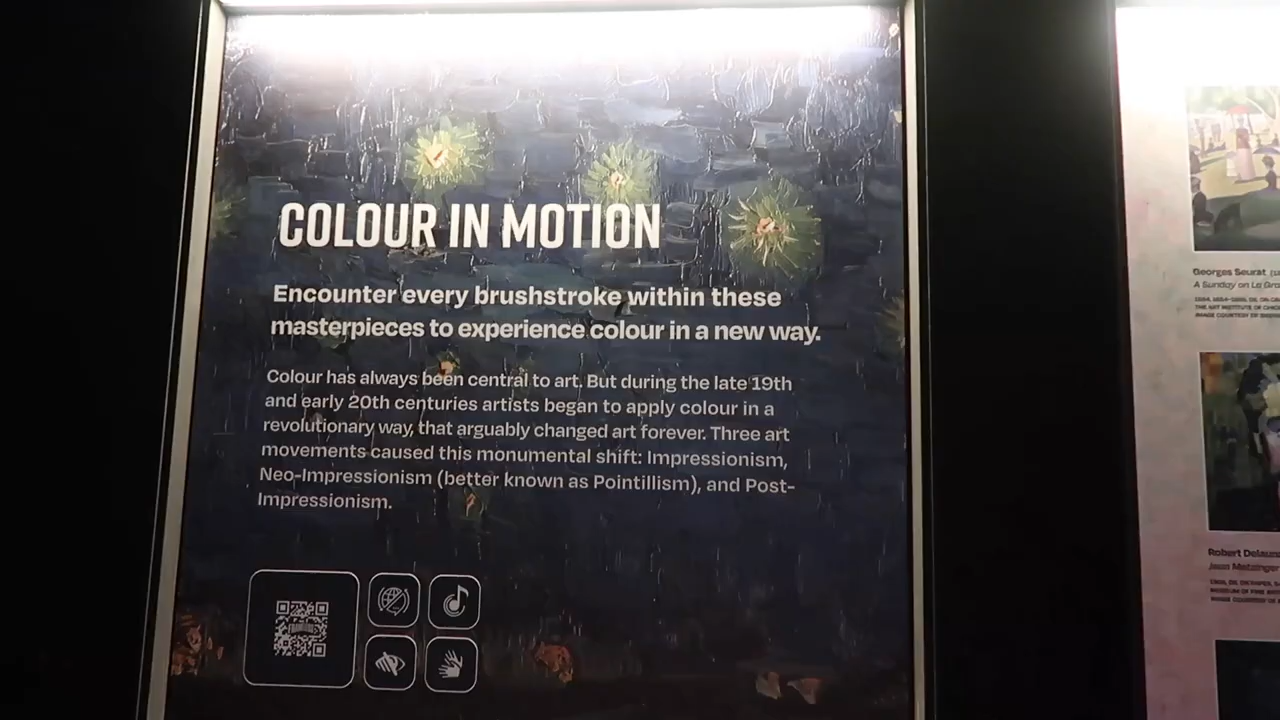 COLOUR IN MOTION
Encounter every brushstroke within these
masterpieces to experience colour in a new way.
Colour has always been central to art. But during the late 19th
and early 20th centuries artists began to apply colour in a
revolutionary way, that arguably changed art forever. Three art
movements caused this monumental shift: Impressionism,
Neo-Impressionism (better known as Pointillism), and Post-
Impressionism.
Georges Seurat
A Sunday on La
Robert
Jean Metzinger